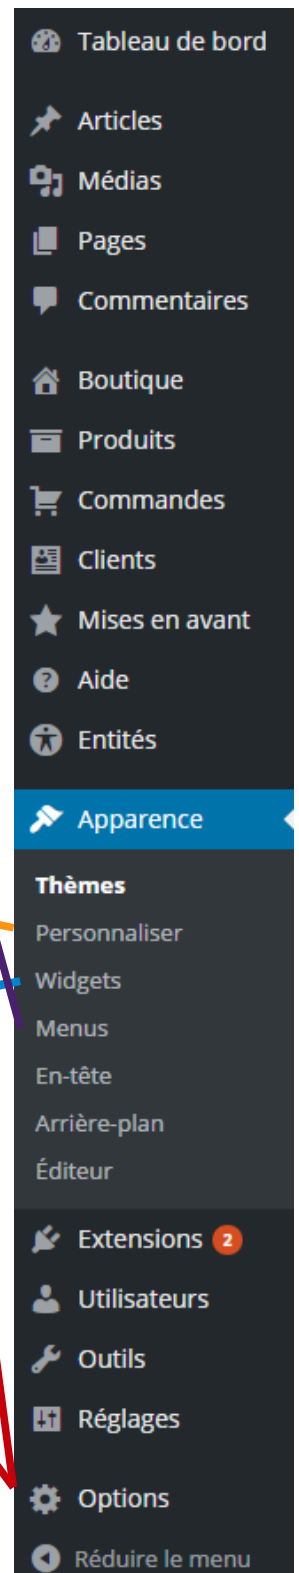 Tableau de bord
Articles
Médias
Pages
Commentaires
Boutique
Produits
Commandes
Clients
Mises en avant
Aide
Entités
Apparence
Thèmes
Personnaliser
Widgets
Menus
En-tête
Arrière-plan
Éditeur
Extensions 2
Utilisateurs
Outils
Réglages
Options
Réduire le menu